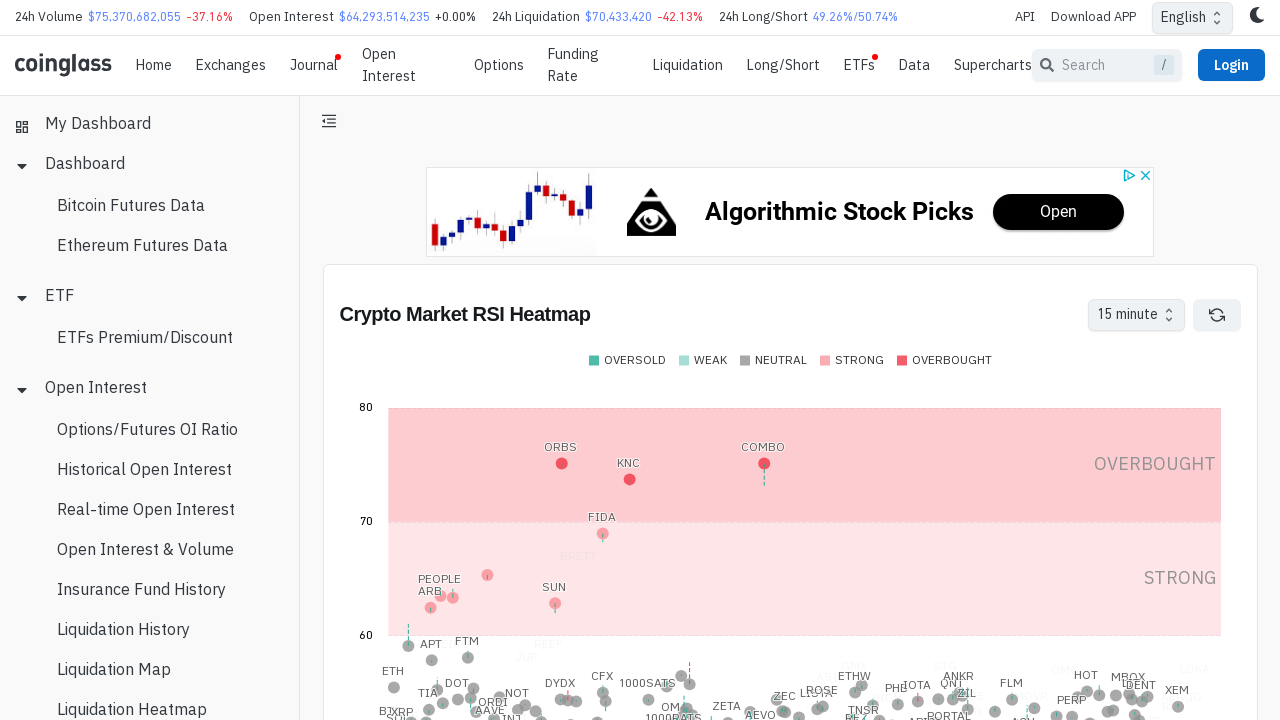 24h Volume $75,370,682,055 -37.16% Open Interest $64,293,514,235 +0.00% 24h Liquidation $70,433,420 -42.13% 24h Long/Short 49.26%/50.74% API Download APP English
coinglass Home Exchanges Journal Open Interest Options Funding Rate Liquidation Long/Short ETFs Data Supercharts Search / Login
My Dashboard
Dashboard
Bitcoin Futures Data
Ethereum Futures Data
ETF
ETFs Premium/Discount
Open Interest
Options/Futures OI Ratio
Historical Open Interest
Real-time Open Interest
Open Interest & Volume
Insurance Fund History
Liquidation History
Liquidation Map
Liquidation Heatmap
Algorithmic Stock Picks Open
Crypto Market RSI Heatmap 15 minute
OVERSOLD WEAK NEUTRAL STRONG OVERBOUGHT
80
ORBS COMBO
KNC OVERBOUGHT
70
FIDA
BRETT
PEOPLE STRONG
ARB SUN
60
APT FTM
ETH CFX ETHW ANKR HOT MBOX
DOT DYDX 1000SATS IOTA QNT FLM IDENT
TIA NOT ZEC ROSE PHB ZIL XEM
ORDI ZETA PERP
XRP AAVE TNSR
INJ 1000RATS AEVO PORTAL